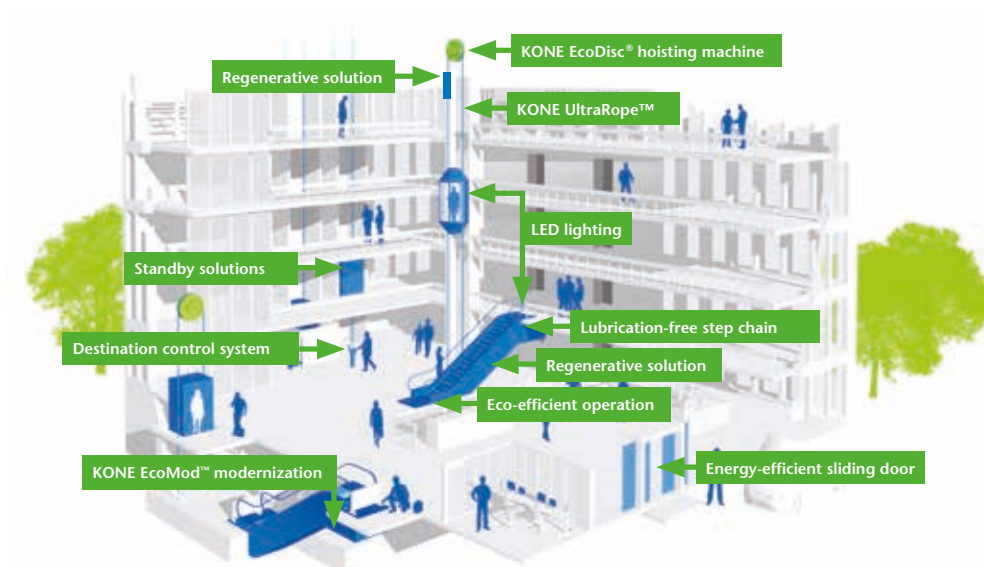 KONE EcoDisc® hoisting machine
Regenerative solution
KONE UltraRope™
LED lighting
Standby solutions
Lubrication-free step chain
Destination control system
Regenerative solution
Eco-efficient operation
KONE EcoMod™ modernization
Energy-efficient sliding door